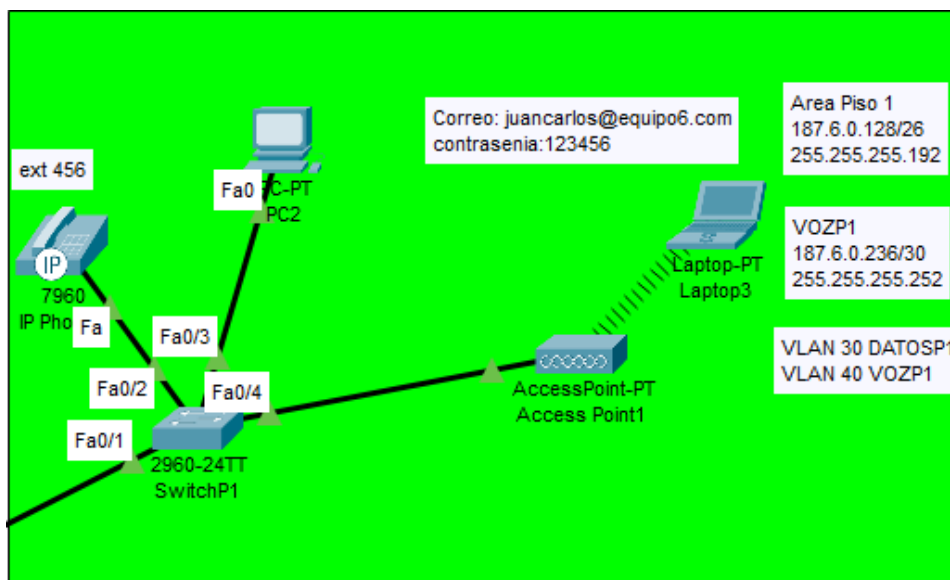 Correo: juancarlos@equipo6.com
contrasenia:123456
Area Piso 1
187.6.0.128/26
255.255.255.192
ext 456
Fa0
PC-PT
PC2
VOZP1
187.6.0.236/30
255.255.255.252
Laptop-PT
Laptop3
IP
7960
IP Pho
Fa
Fa0/3
VLAN 30 DATOSP1
VLAN 40 VOZP1
Fa0/2
Fa0/4
AccessPoint-PT
Access Point1
Fa0/1
2960-24TT
SwitchP1